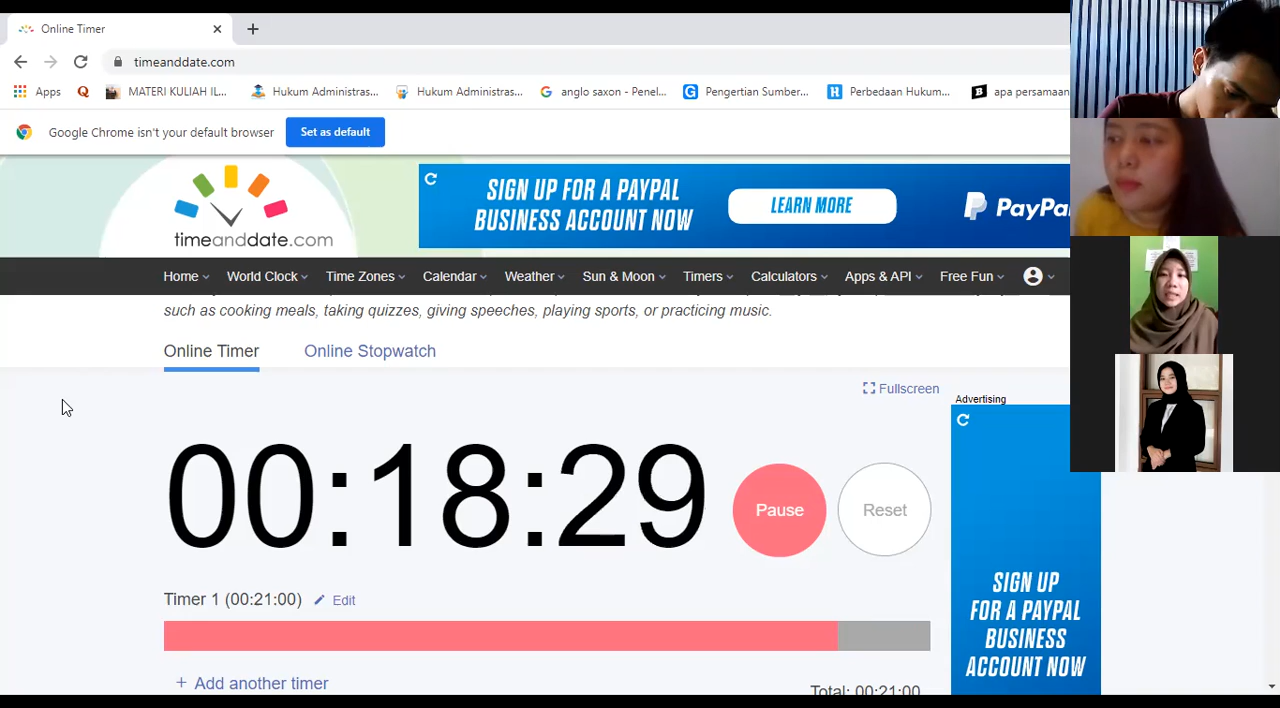 Online Timer
timeanddate.com
Apps
MATERI KULIAH IL...
Hukum Administras...
Hukum Administras...
anglo saxon - Penel...
Pengertian Sumber...
Perbedaan Hukum...
apa persamaan
Google Chrome isn't your default browser
Set as default
timeanddate.com
SIGN UP FOR A PAYPAL
BUSINESS ACCOUNT NOW
LEARN MORE
PayPa
Home
World Clock
Time Zones
Calendar
Weather
Sun & Moon
Timers
Calculators
Apps & API
Free Fun
such as cooking meals, taking quizzes, giving speeches, playing sports, or practicing music.
Online Timer
Online Stopwatch
Fullscreen
Advertising
00:18:29
Pause
Reset
Timer 1 (00:21:00)
Edit
SIGN UP
FOR A PAYPAL
BUSINESS
ACCOUNT NOW
+ Add another timer
Total: 00:21:00